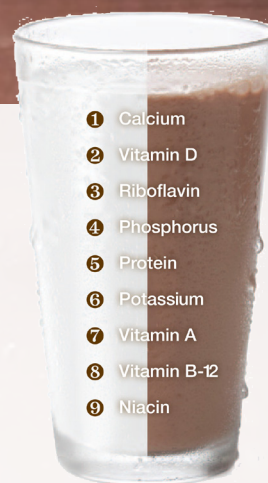 1 Calcium
2 Vitamin D
3 Riboflavin
4 Phosphorus
5 Protein
6 Potassium
7 Vitamin A
8 Vitamin B-12
9 Niacin